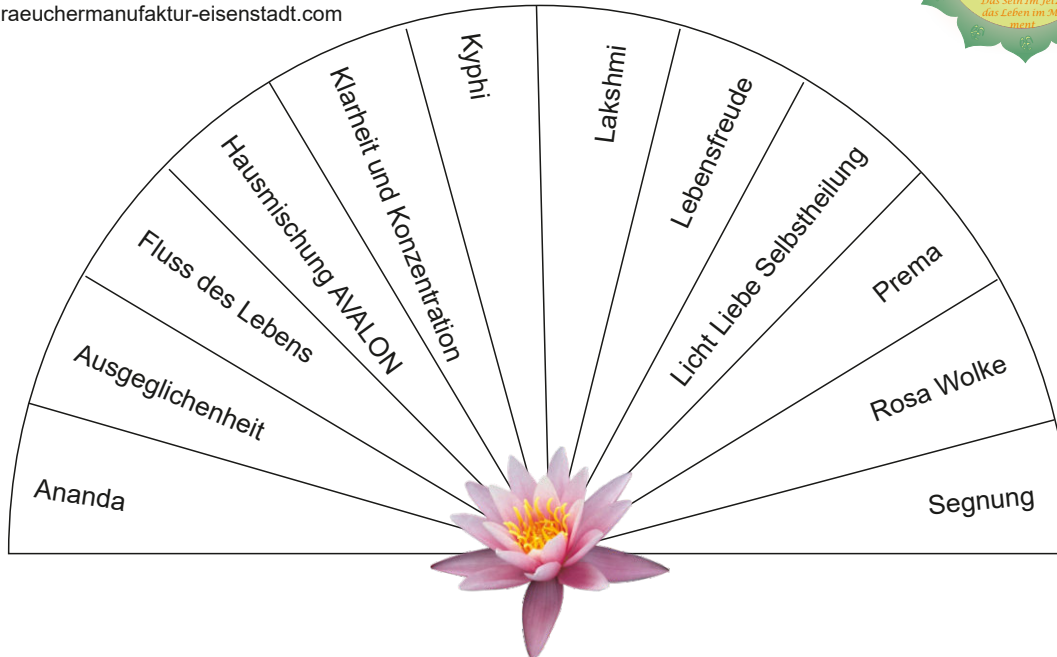 raeuchermanufaktur-eisenstadt.com
das Leben im
ment
Ananda
Ausgeglichenheit
Fluss des Lebens
Hausmischung AVALON
Klarheit und Konzentration
Kyphi
Lakshmi
Lebensfreude
Licht Liebe Selbstheilung
Prema
Rosa Wolke
Segnung